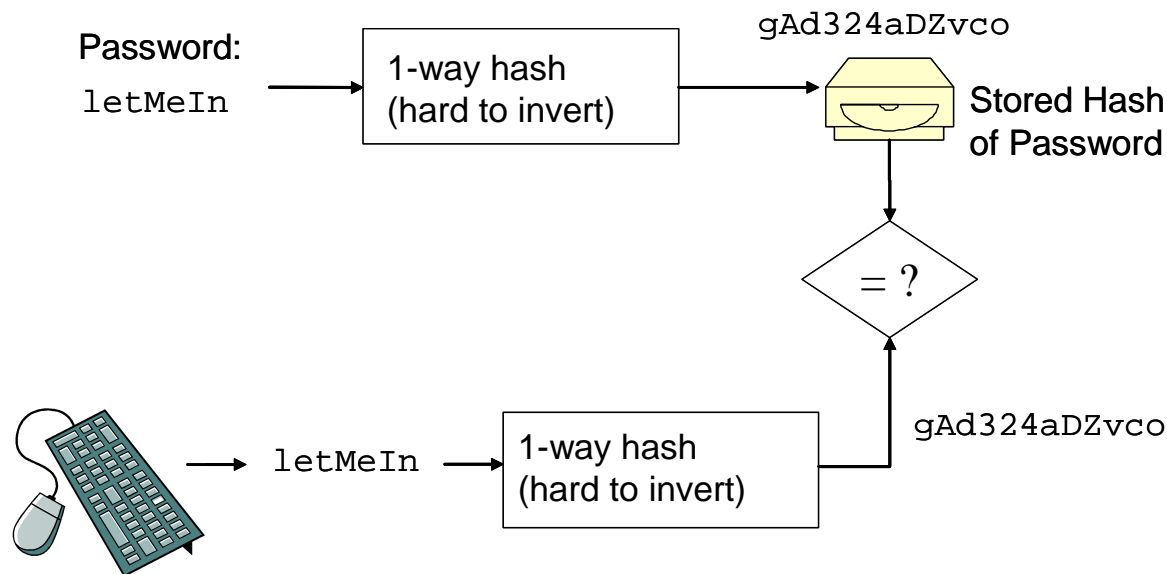 gAd324aDZvco
Password:
letMeIn
1-way hash
(hard to invert)
Stored Hash
of Password
= ?
gAd324aDZvco
letMeIn
1-way hash
(hard to invert)